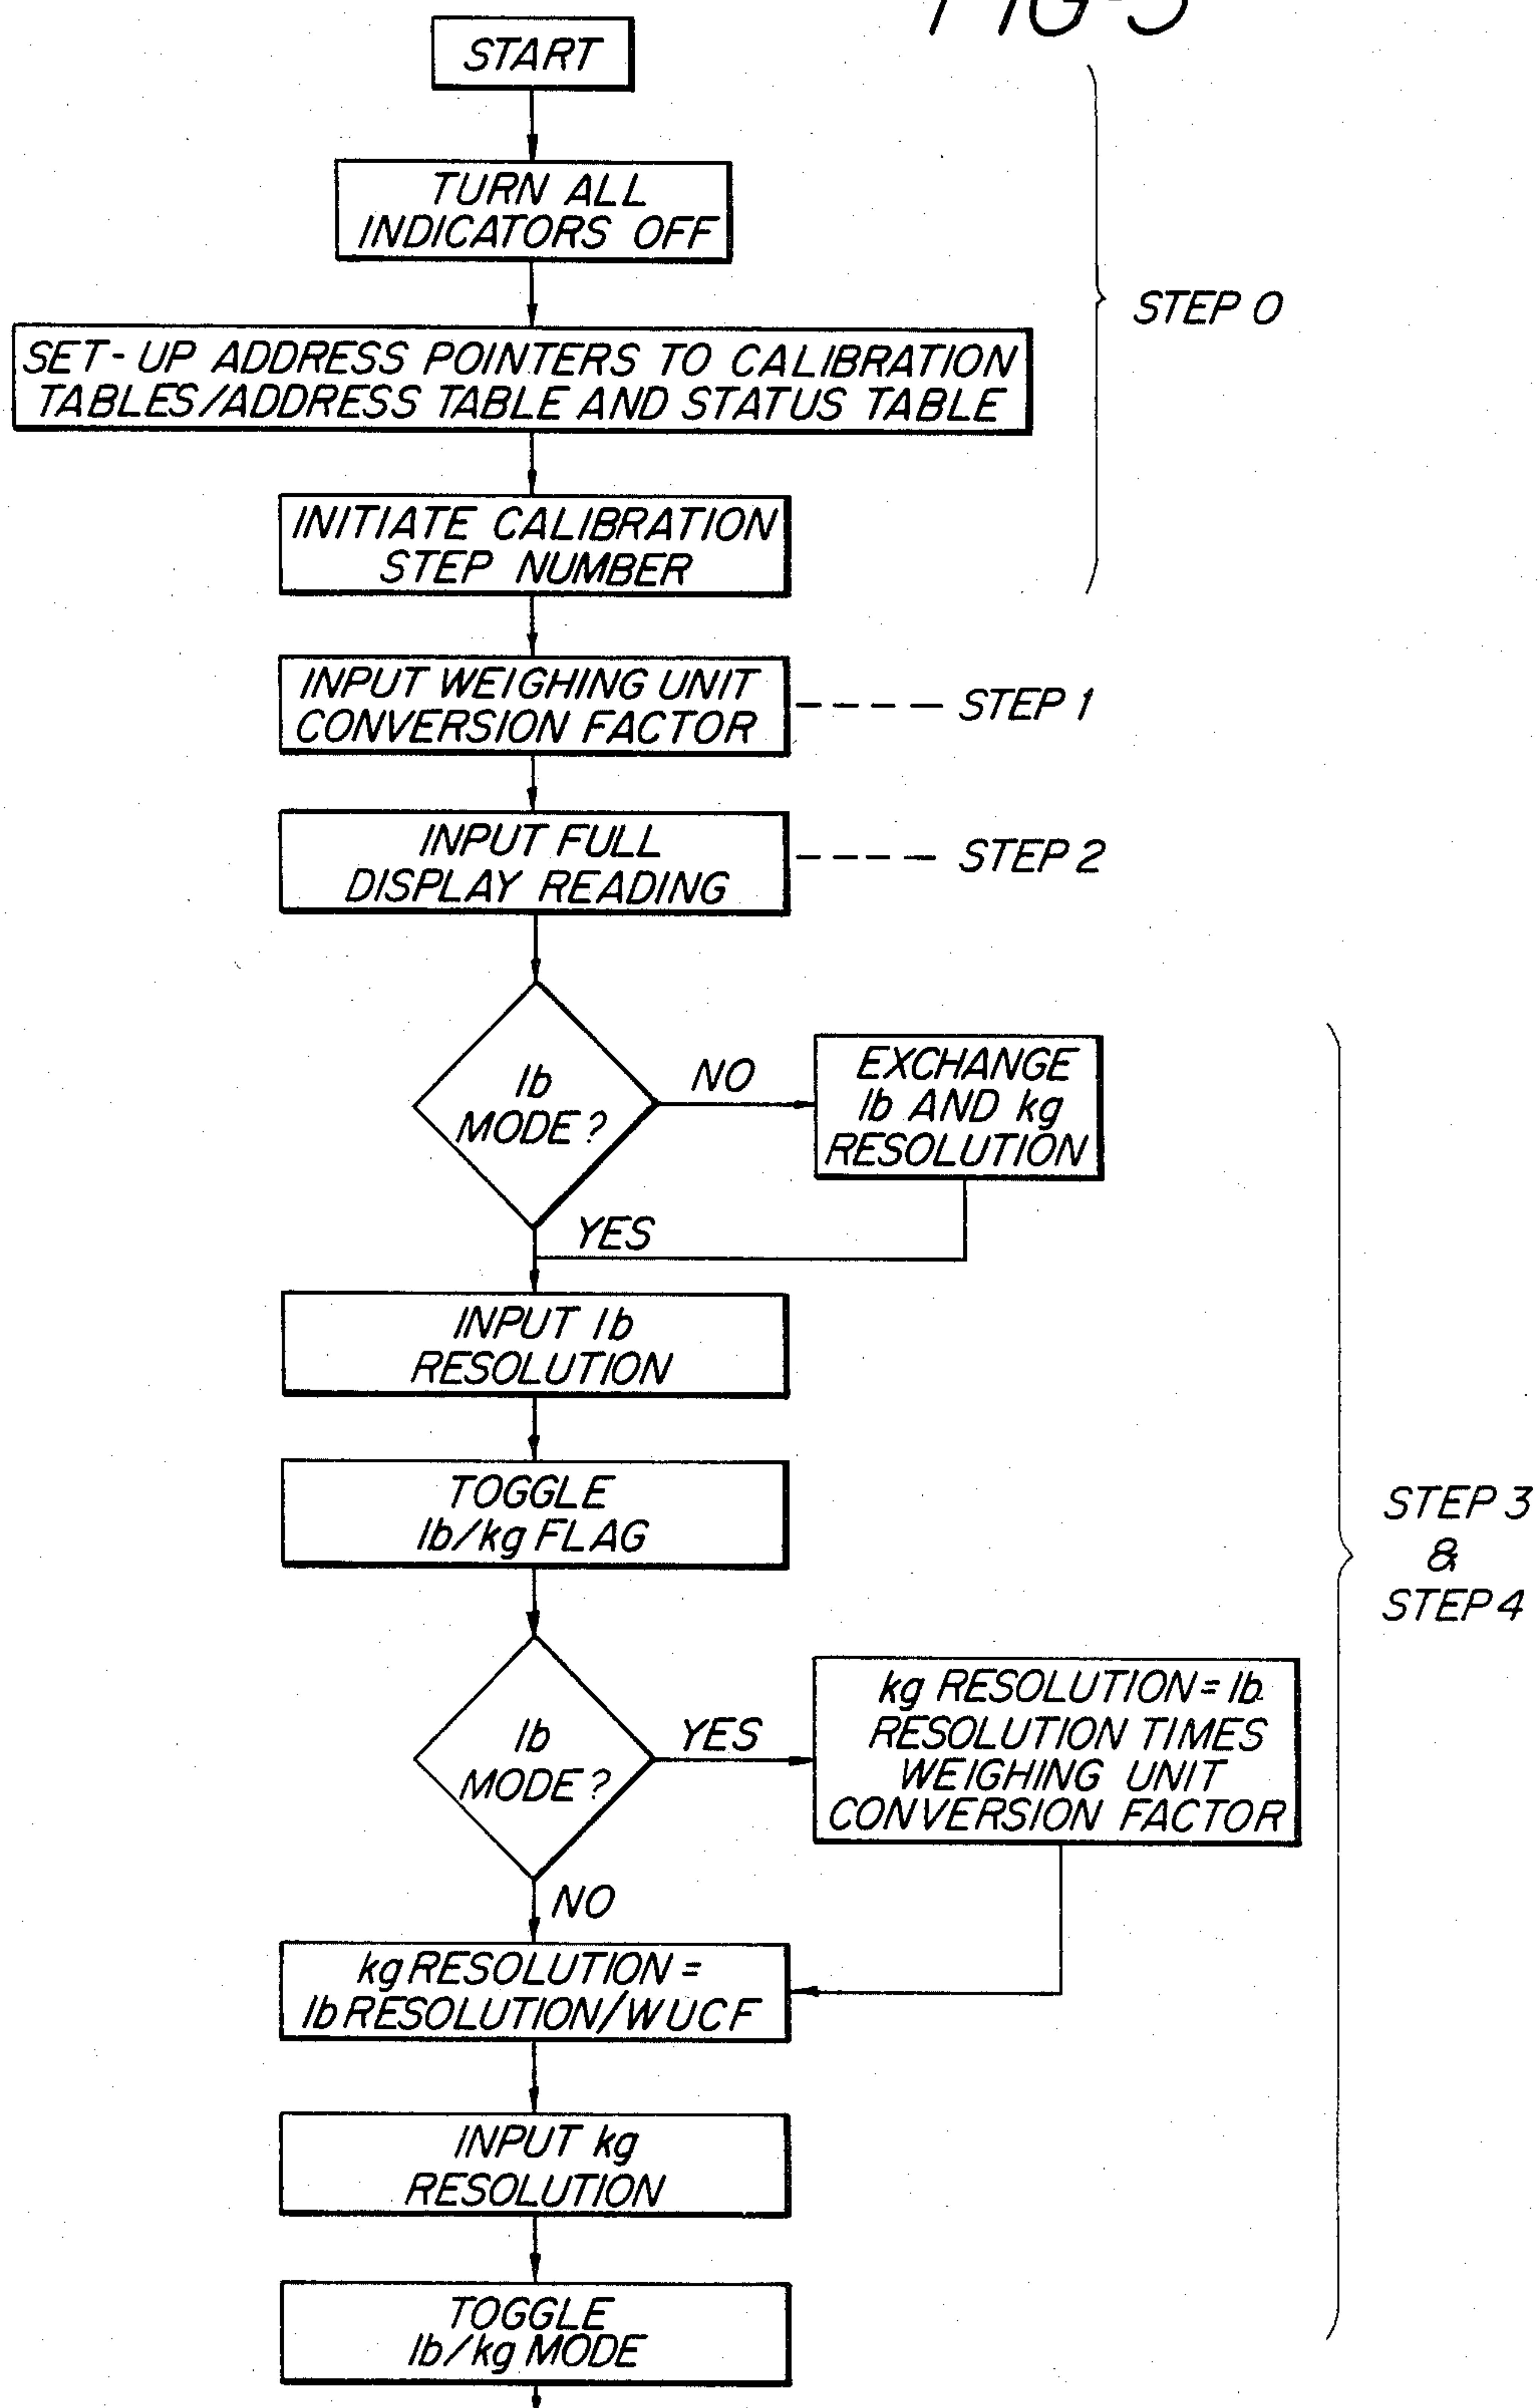 FIG-5
START
TURN ALL
INDICATORS OFF
SET-UP ADDRESS POINTERS TO CALIBRATION
TABLES/ADDRESS TABLE AND STATUS TABLE
INITIATE CALIBRATION
STEP NUMBER
STEP 0
INPUT WEIGHING UNIT
CONVERSION FACTOR
STEP 1
INPUT FULL
DISPLAY READING
STEP 2
lb
MODE?
NO
EXCHANGE
lb AND kg
RESOLUTION
YES
INPUT lb
RESOLUTION
TOGGLE
lb/kg FLAG
STEP 3
&
STEP 4
lb
MODE?
YES
kg RESOLUTION = lb
RESOLUTION TIMES
WEIGHING UNIT
CONVERSION FACTOR
NO
kg RESOLUTION =
lb RESOLUTION/WUCF
INPUT kg
RESOLUTION
TOGGLE
lb/kg MODE